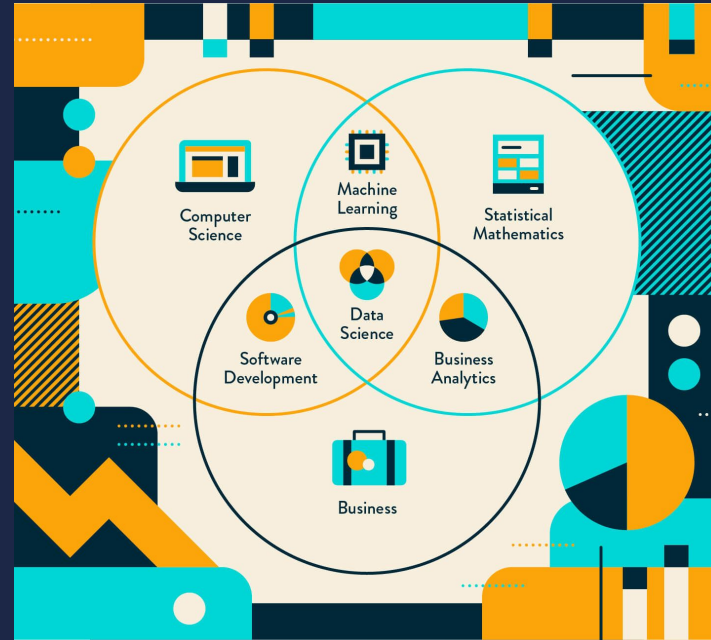 Machine
Learning
Computer
Science
Statistical
Mathematics
Data
Science
Software
Development
Business
Analytics
Business